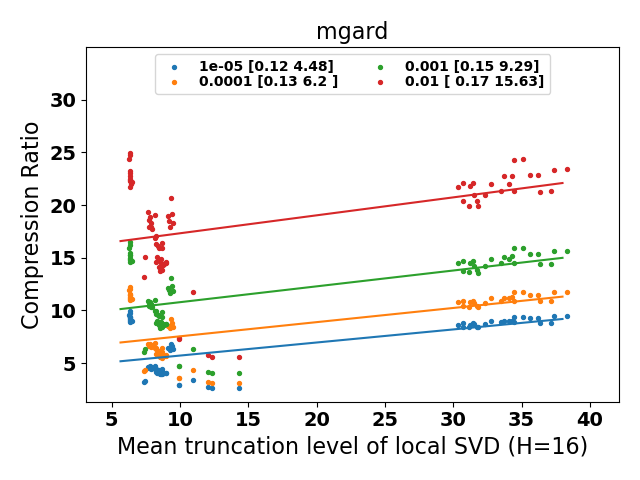 mgard
1e-05 [0.12 4.48]
0.0001 [0.13 6.2 ]
0.001 [0.15 9.29]
0.01 [ 0.17 15.63]
Compression Ratio
30
25
20
15
10
5
5 10 15 20 25 30 35 40
Mean truncation level of local SVD (H=16)